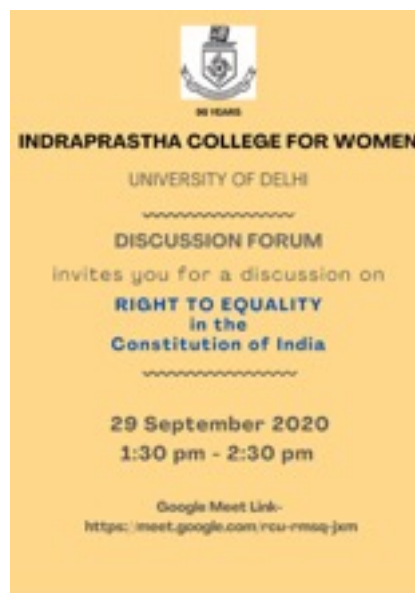 96 YEARS
INDRAPRASTHA COLLEGE FOR WOMEN
UNIVERSITY OF DELHI
DISCUSSION FORUM
invites you for a discussion on
RIGHT TO EQUALITY
in the
Constitution of India
29 September 2020
1:30 pm - 2:30 pm
Google Meet Link-
https://meet.google.com/rcu-rmsq-jxm